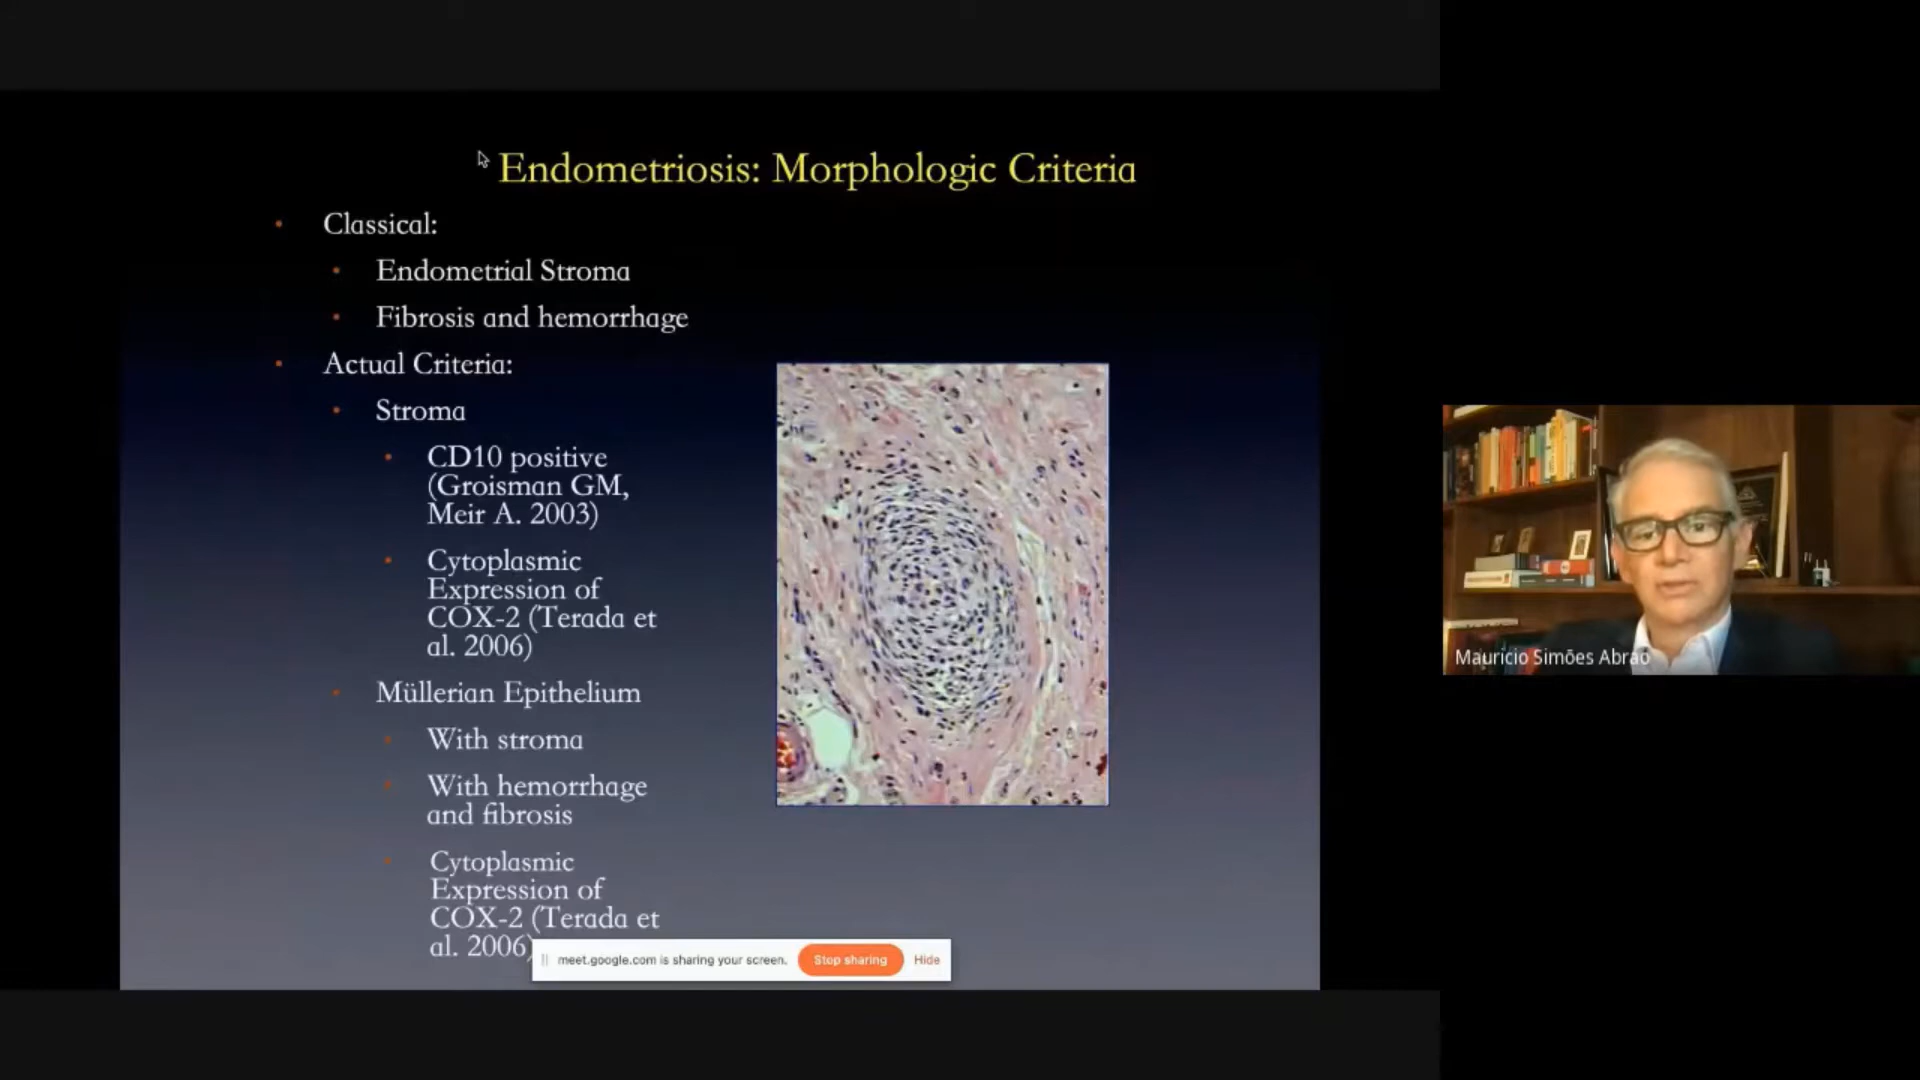 Endometriosis: Morphologic Criteria
• Classical:
• Endometrial Stroma
• Fibrosis and hemorrhage
• Actual Criteria:
• Stroma
• CD10 positive
(Groisman GM,
Meir A. 2003)
• Cytoplasmic
Expression of
COX-2 (Terada et
al. 2006)
• Müllerian Epithelium
• With stroma
• With hemorrhage
and fibrosis
• Cytoplasmic
Expression of
COX-2 (Terada et
al. 2006)
meet.google.com is sharing your screen. Stop sharing Hide
Mauricio Simões Abrao